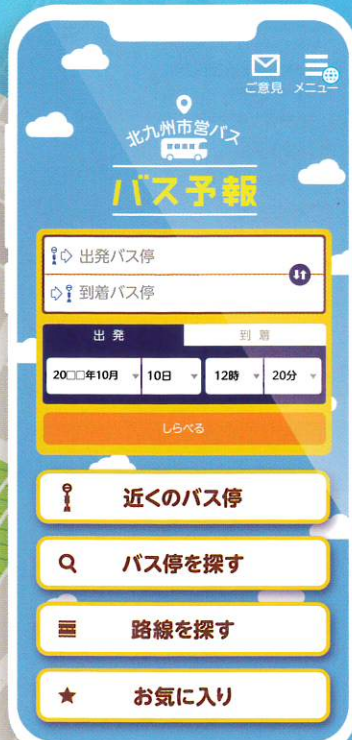 ご意見 メニュー
北九州市営バス
バス予報
出発バス停
到着バス停
出発 到着
20□□年10月 10日 12時 20分
しらべる
近くのバス停
バス停を探す
路線を探す
お気に入り